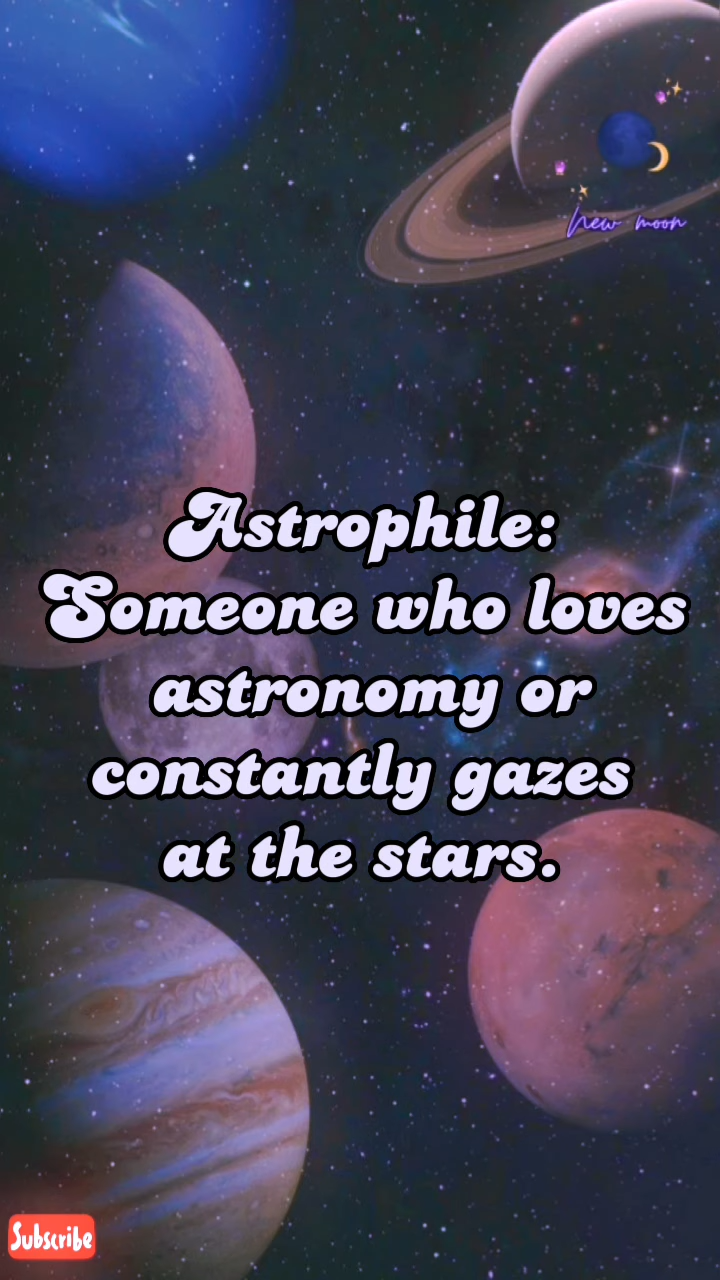 New moon
Astrophile:
Someone who loves
astronomy or
constantly gazes
at the stars.
Subscribe